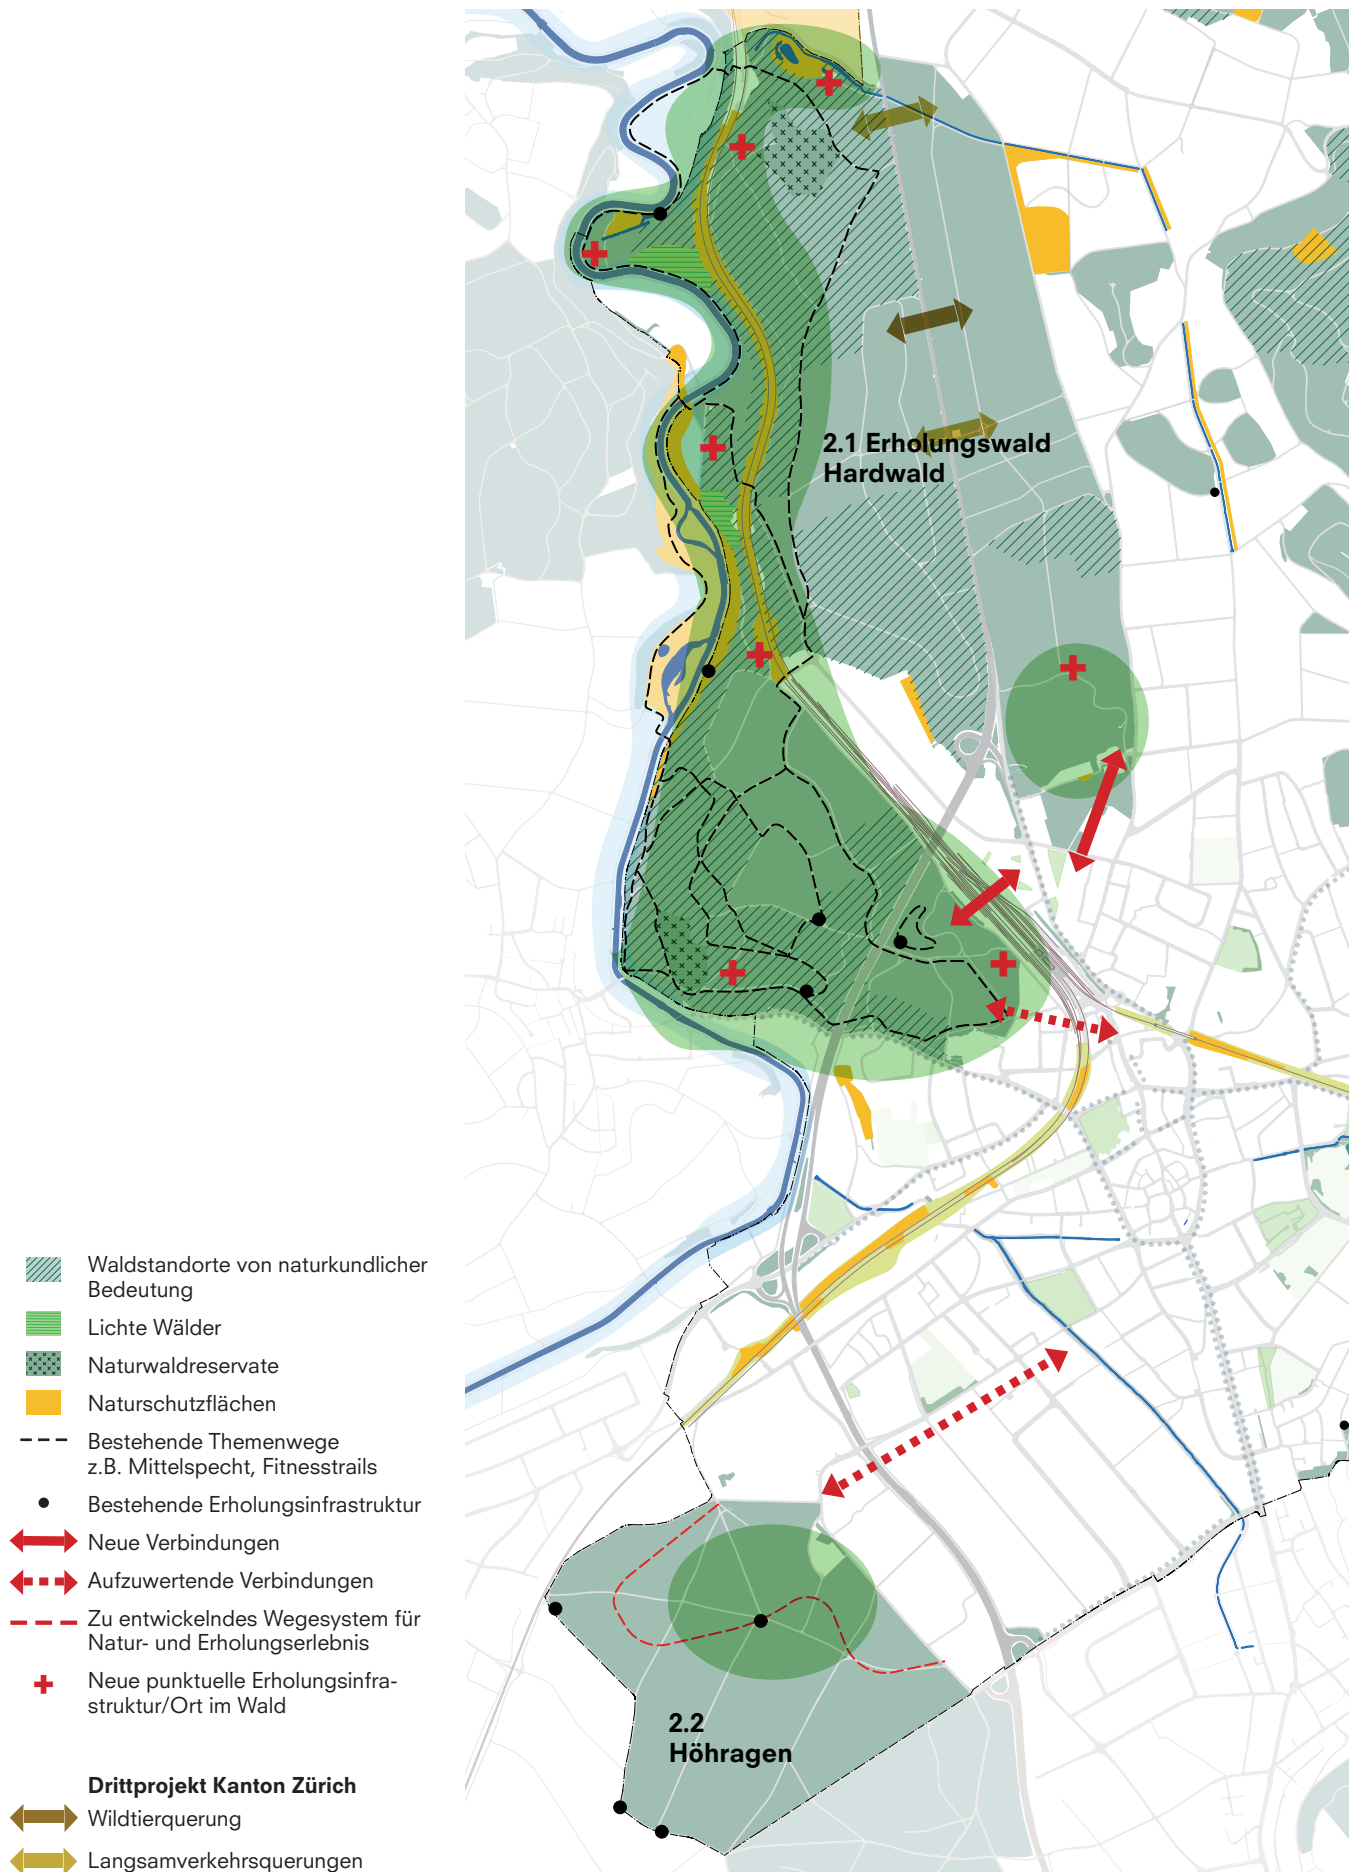 2.1 Erholungswald
Hardwald
Waldstandorte von naturkundlicher
Bedeutung
Lichte Wälder
Naturwaldreservate
Naturschutzflächen
Bestehende Themenwege
z.B. Mittelspecht, Fitnesstrails
Bestehende Erholungsinfrastruktur
Neue Verbindungen
Aufzuwertende Verbindungen
Zu entwickelndes Wegesystem für
Natur- und Erholungserlebnis
Neue punktuelle Erholungsinfra-
struktur/Ort im Wald
Drittprojekt Kanton Zürich
Wildtierquerung
Langsamverkehrsquerungen
2.2
Höhragen